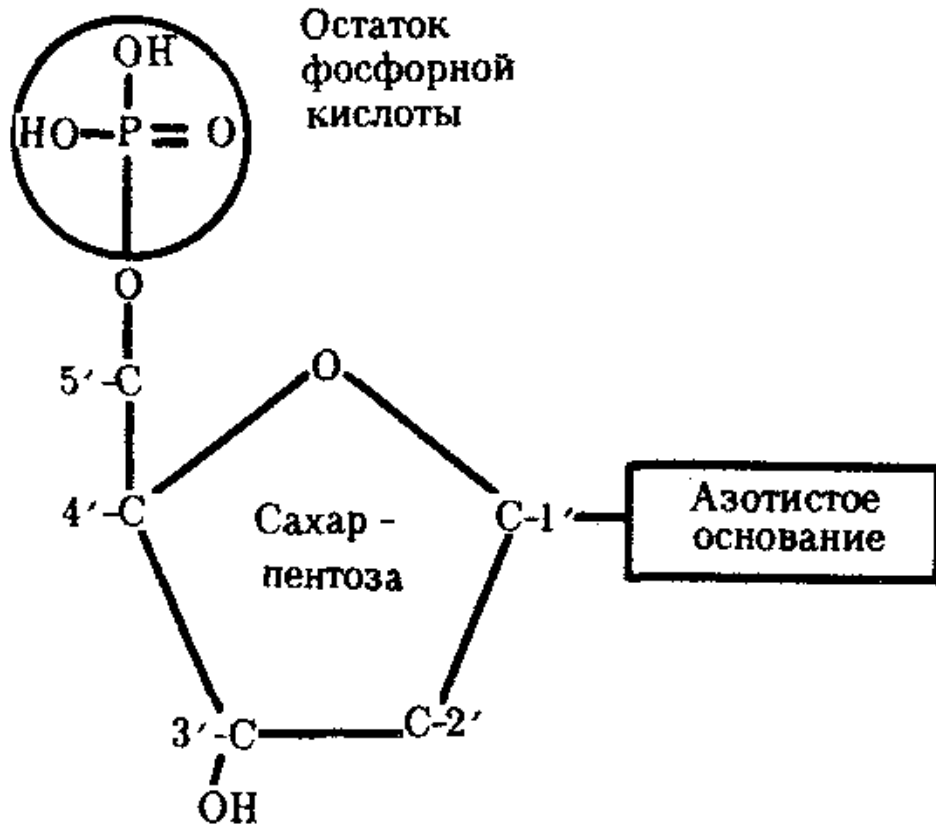 OH
Остаток
фосфорной
кислоты
HO-P=O
O
5′-C
O
4′-C
Сахар -
пентоза
C-1′
Азотистое
основание
3′-C
C-2′
OH